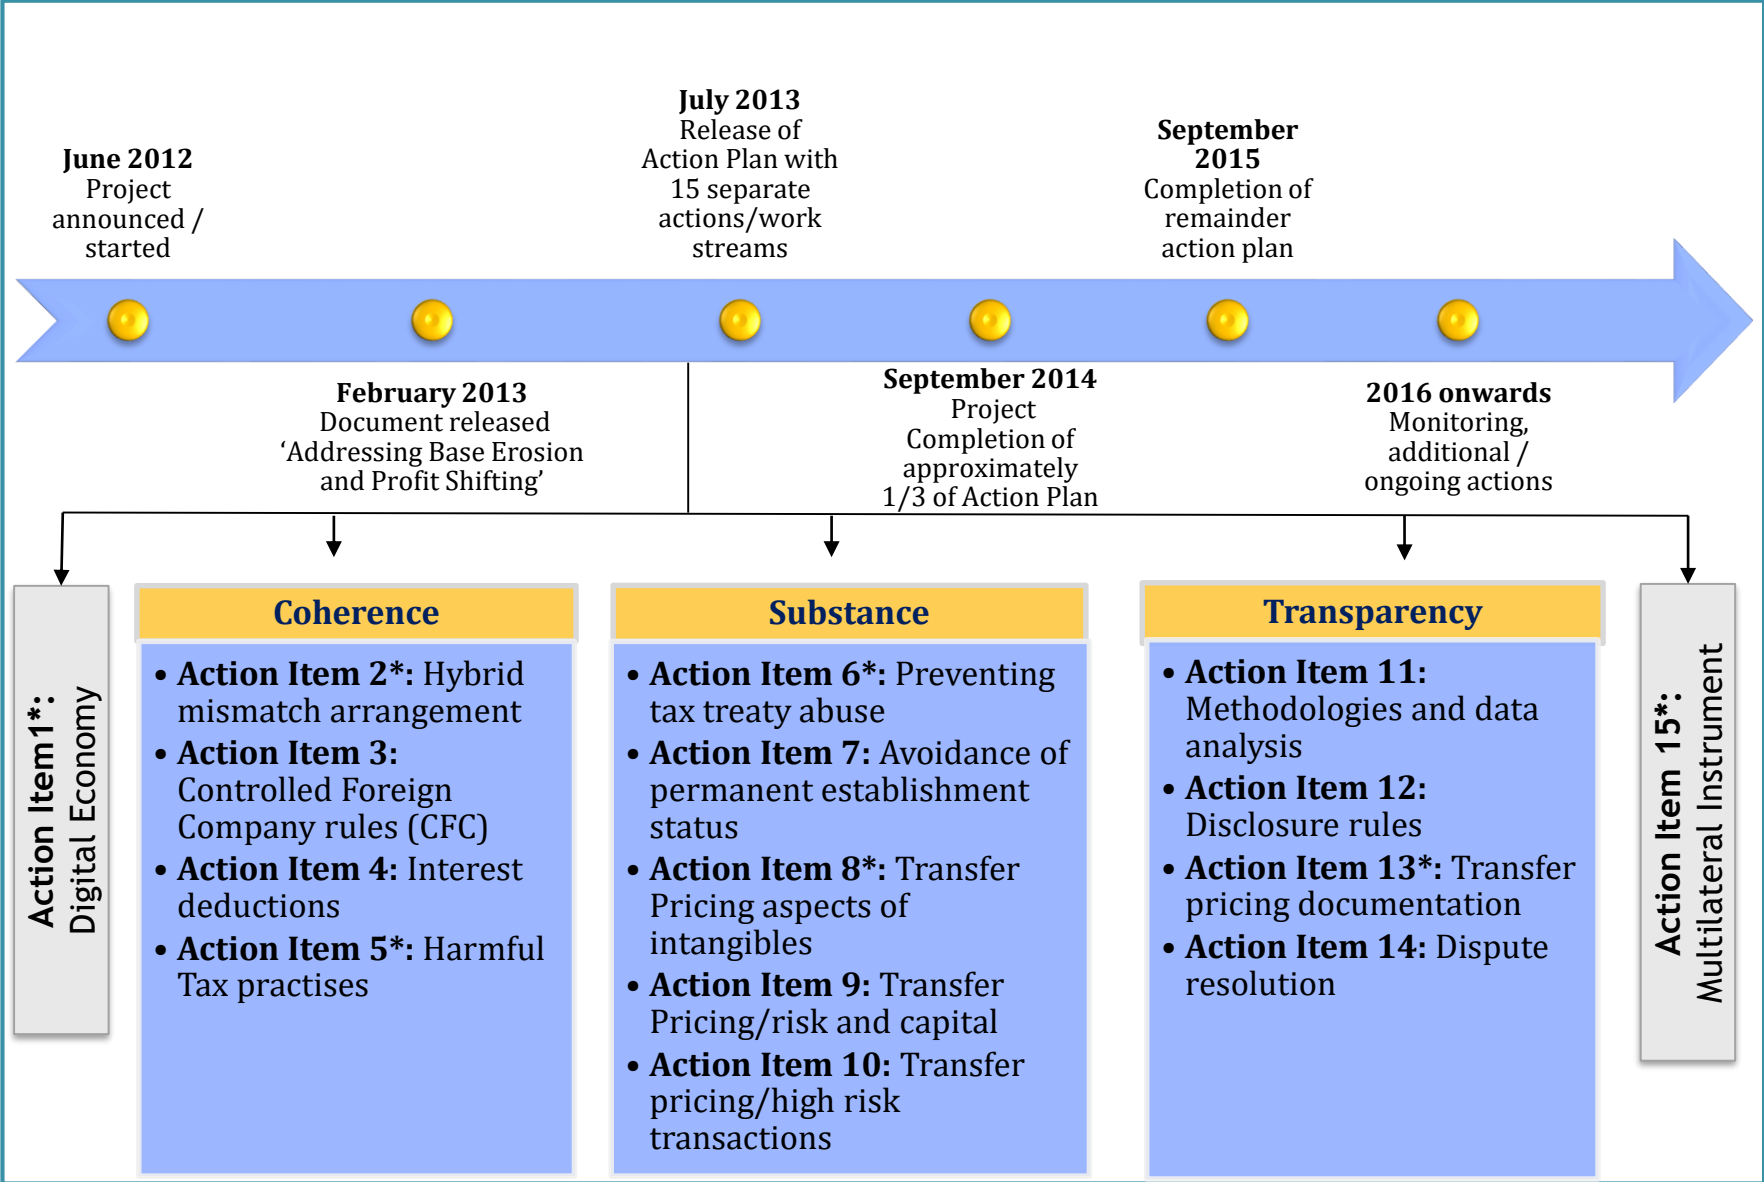 June 2012
Project
announced /
started
July 2013
Release of
Action Plan with
15 separate
actions/work
streams
September
2015
Completion of
remainder
action plan
February 2013
Document released
‘Addressing Base Erosion
and Profit Shifting’
September 2014
Project
Completion of
approximately
1/3 of Action Plan
2016 onwards
Monitoring,
additional /
ongoing actions
Action Item1*:
Digital Economy
Coherence
• Action Item 2*: Hybrid
mismatch arrangement
• Action Item 3:
Controlled Foreign
Company rules (CFC)
• Action Item 4: Interest
deductions
• Action Item 5*: Harmful
Tax practises
Substance
• Action Item 6*: Preventing
tax treaty abuse
• Action Item 7: Avoidance of
permanent establishment
status
• Action Item 8*: Transfer
Pricing aspects of
intangibles
• Action Item 9: Transfer
Pricing/risk and capital
• Action Item 10: Transfer
pricing/high risk
transactions
Transparency
• Action Item 11:
Methodologies and data
analysis
• Action Item 12:
Disclosure rules
• Action Item 13*: Transfer
pricing documentation
• Action Item 14: Dispute
resolution
Action Item 15*:
Multilateral Instrument